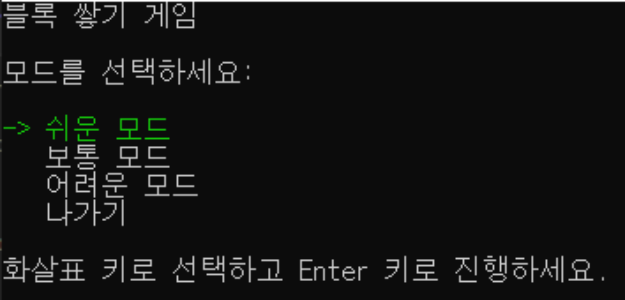 블록 쌓기 게임
모드를 선택하세요:
-> 쉬운 모드
보통 모드
어려운 모드
나가기
화살표 키로 선택하고 Enter 키로 진행하세요.